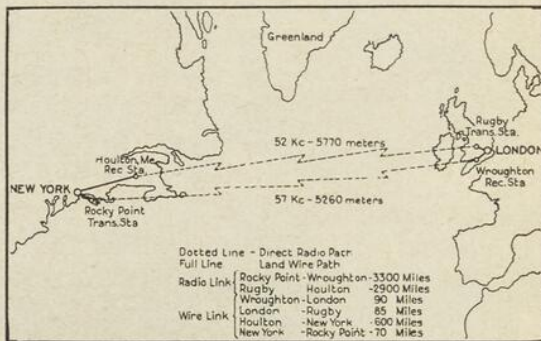 Greenland
Rugby
Trans. Sta.
LONDON
52 Kc - 5770 meters
Houlton, Me.
Rec Sta.
Wroughton
Rec. Sta
NEW YORK
57 Kc - 5260 meters
Rocky Point
Trans. Sta
Dotted Line - Direct Radio Path
Full Line Land Wire Path
Radio Link { Rocky Point - Wroughton - 3300 Miles
Rugby Houlton - 2900 Miles
Wroughton - London 90 Miles
Wire Link { London - Rugby 85 Miles
Houlton - New York - 600 Miles
New York - Rocky Point - 70 Miles